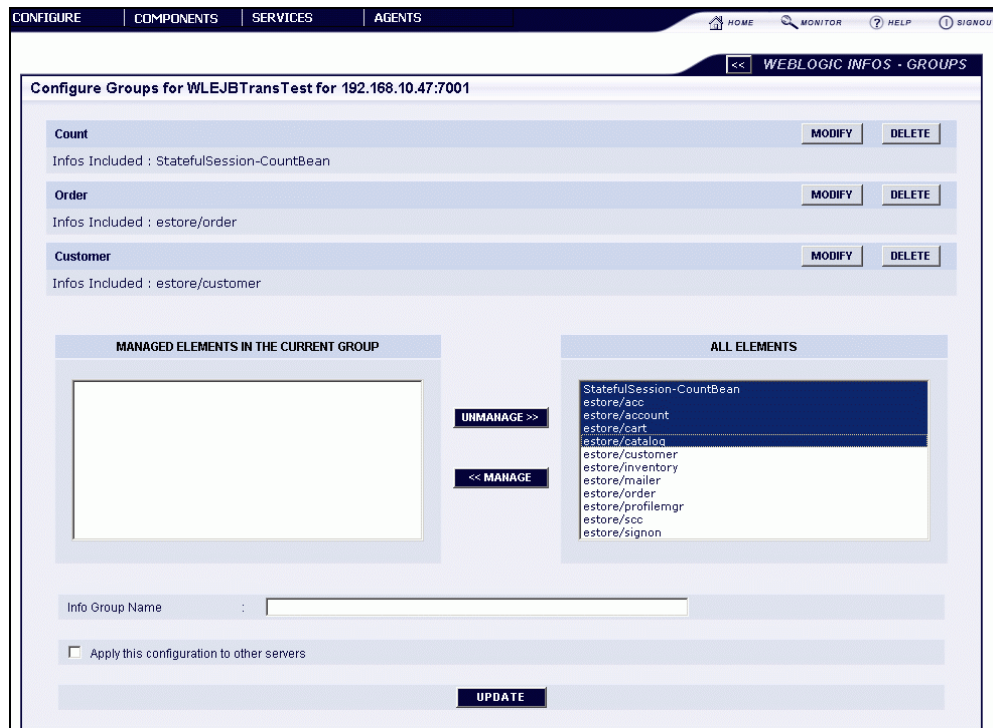 CONFIGURE COMPONENTS SERVICES AGENTS
HOME MONITOR HELP SIGNOU
<< WEBLOGIC INFOS - GROUPS
Configure Groups for WLEJBTransTest for 192.168.10.47:7001
Count MODIFY DELETE
Infos Included : StatefulSession-CountBean
Order MODIFY DELETE
Infos Included : estore/order
Customer MODIFY DELETE
Infos Included : estore/customer
MANAGED ELEMENTS IN THE CURRENT GROUP
ALL ELEMENTS
UNMANAGE >>
<< MANAGE
StatefulSession-CountBean
estore/acc
estore/account
estore/cart
estore/catalog
estore/customer
estore/inventory
estore/mailer
estore/order
estore/profilemgr
estore/scc
estore/signon
Info Group Name :
Apply this configuration to other servers
UPDATE